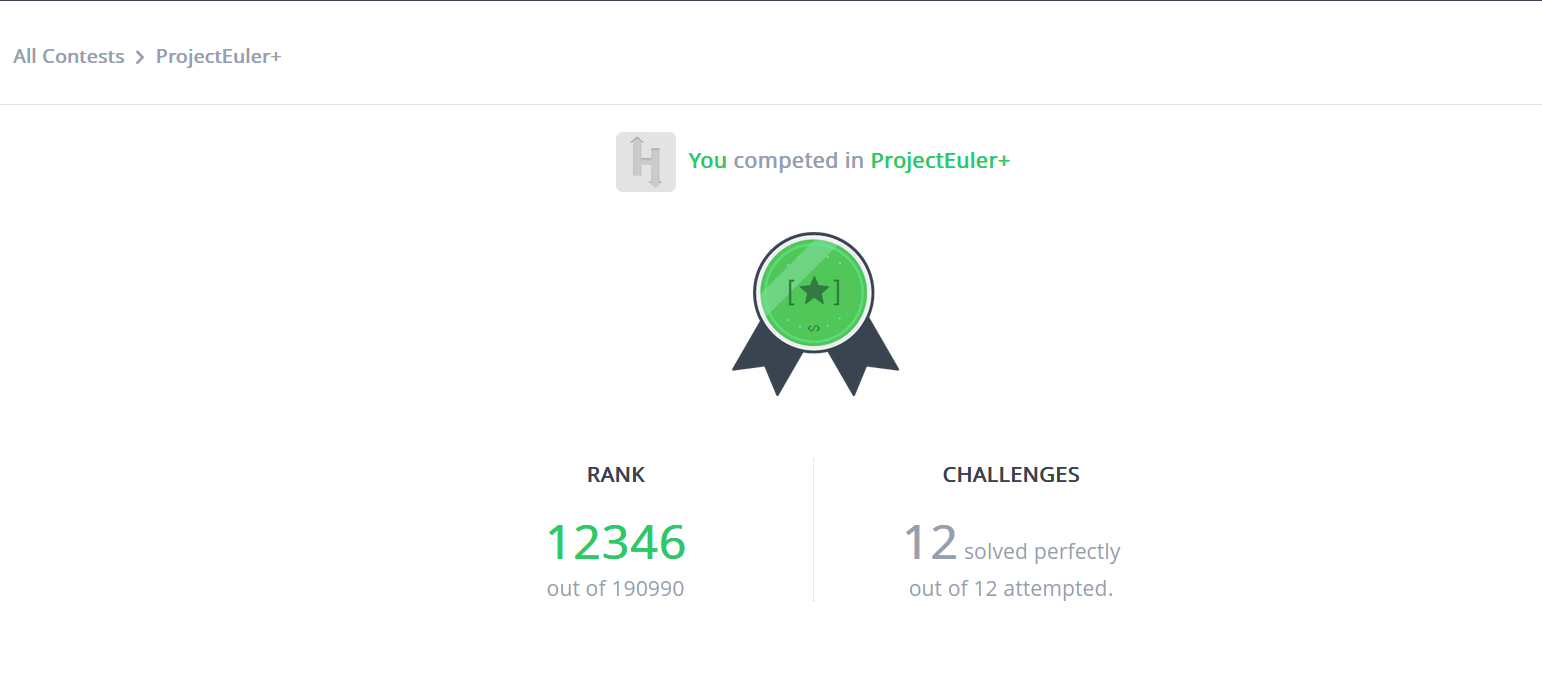 All Contests > ProjectEuler+
You competed in ProjectEuler+
[★]
</>
RANK
12346
out of 190990
CHALLENGES
12 solved perfectly
out of 12 attempted.